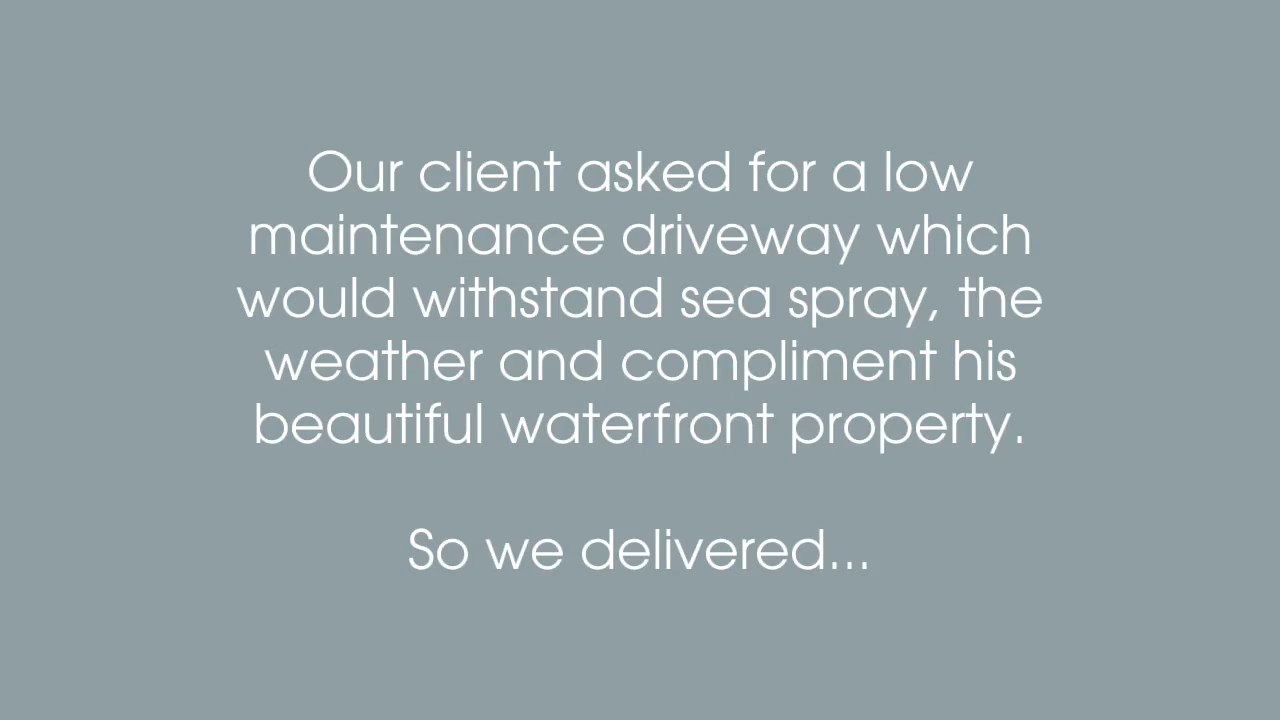 Our client asked for a low
maintenance driveway which
would withstand sea spray, the
weather and compliment his
beautiful waterfront property.
So we delivered...